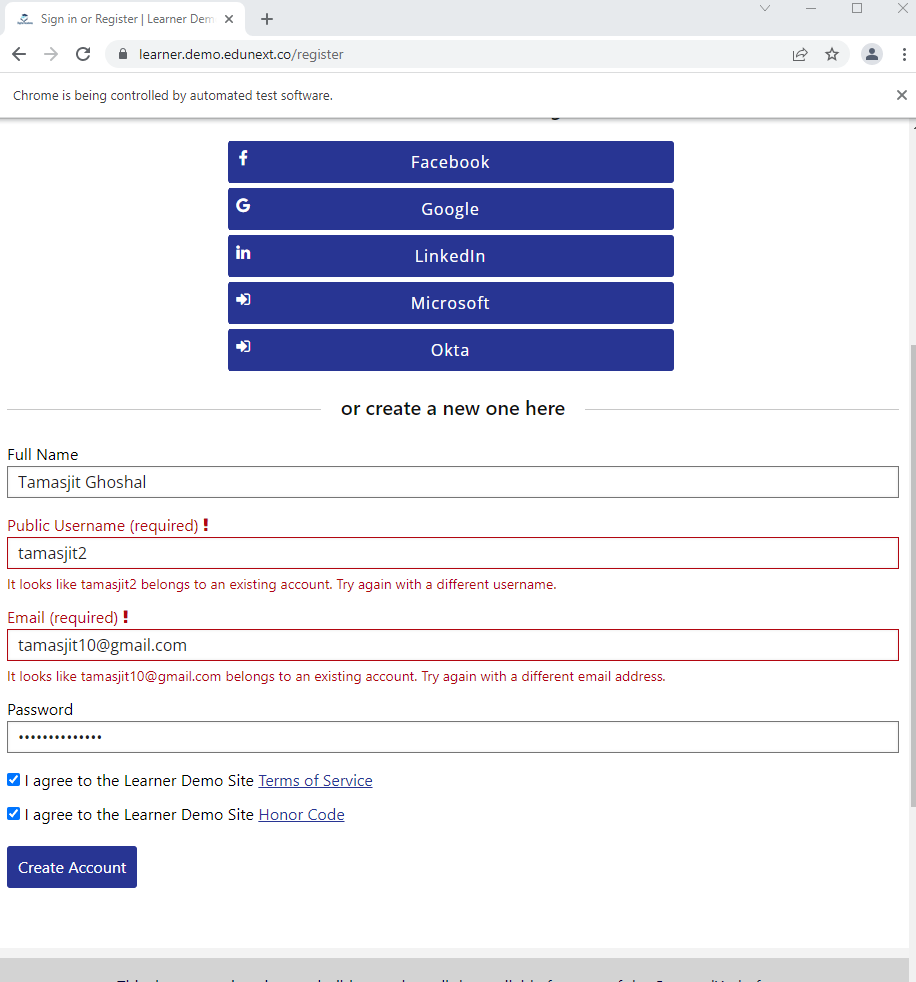 Sign in or Register | Learner Dem
learner.demo.edunext.co/register
Chrome is being controlled by automated test software.
Facebook
Google
LinkedIn
Microsoft
Okta
or create a new one here
Full Name
Tamasjit Ghoshal
Public Username (required) !
tamasjit2
It looks like tamasjit2 belongs to an existing account. Try again with a different username.
Email (required) !
tamasjit10@gmail.com
It looks like tamasjit10@gmail.com belongs to an existing account. Try again with a different email address.
Password
••••••••••••••
I agree to the Learner Demo Site Terms of Service
I agree to the Learner Demo Site Honor Code
Create Account